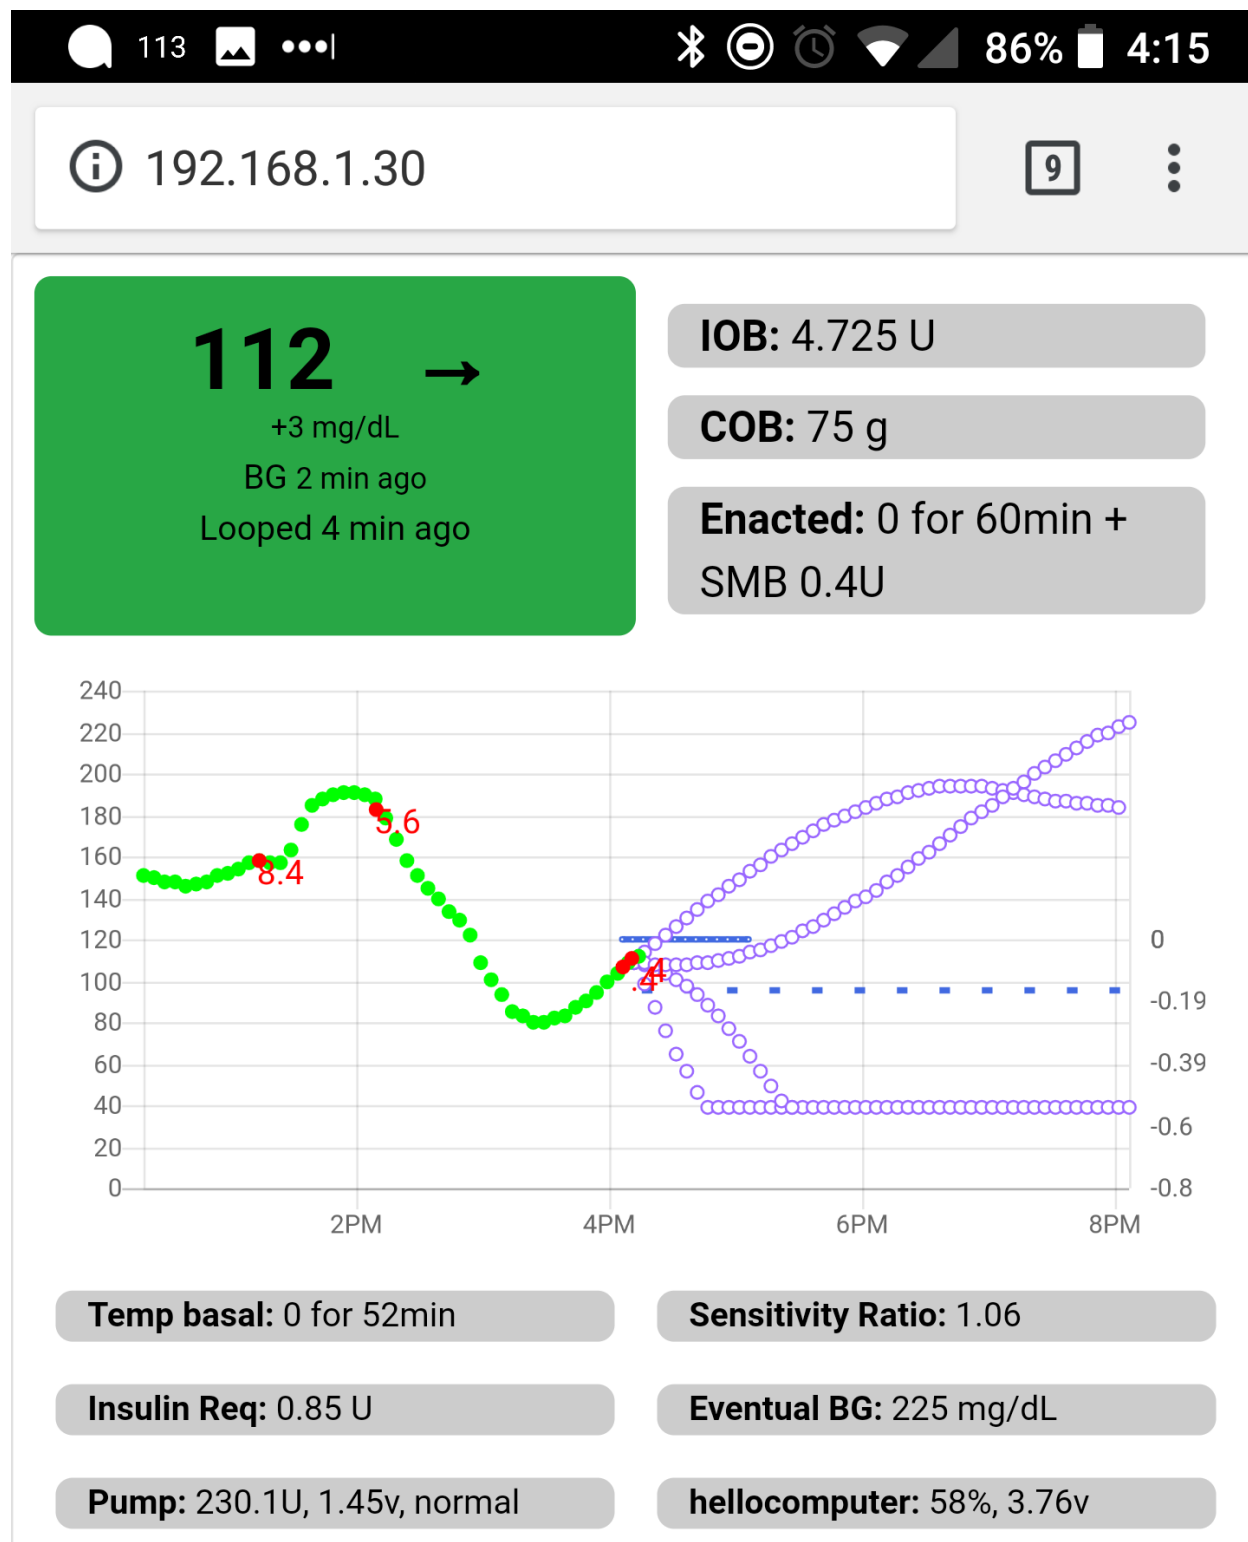 113 86% 4:15
192.168.1.30 9
112 →
+3 mg/dL
BG 2 min ago
Looped 4 min ago
IOB: 4.725 U
COB: 75 g
Enacted: 0 for 60min +
SMB 0.4U
240
220
200
180
160
140
120
100
80
60
40
20
0
8.4
5.6
.4
.4
0
-0.19
-0.39
-0.6
-0.8
2PM 4PM 6PM 8PM
Temp basal: 0 for 52min
Sensitivity Ratio: 1.06
Insulin Req: 0.85 U
Eventual BG: 225 mg/dL
Pump: 230.1U, 1.45v, normal
hellocomputer: 58%, 3.76v